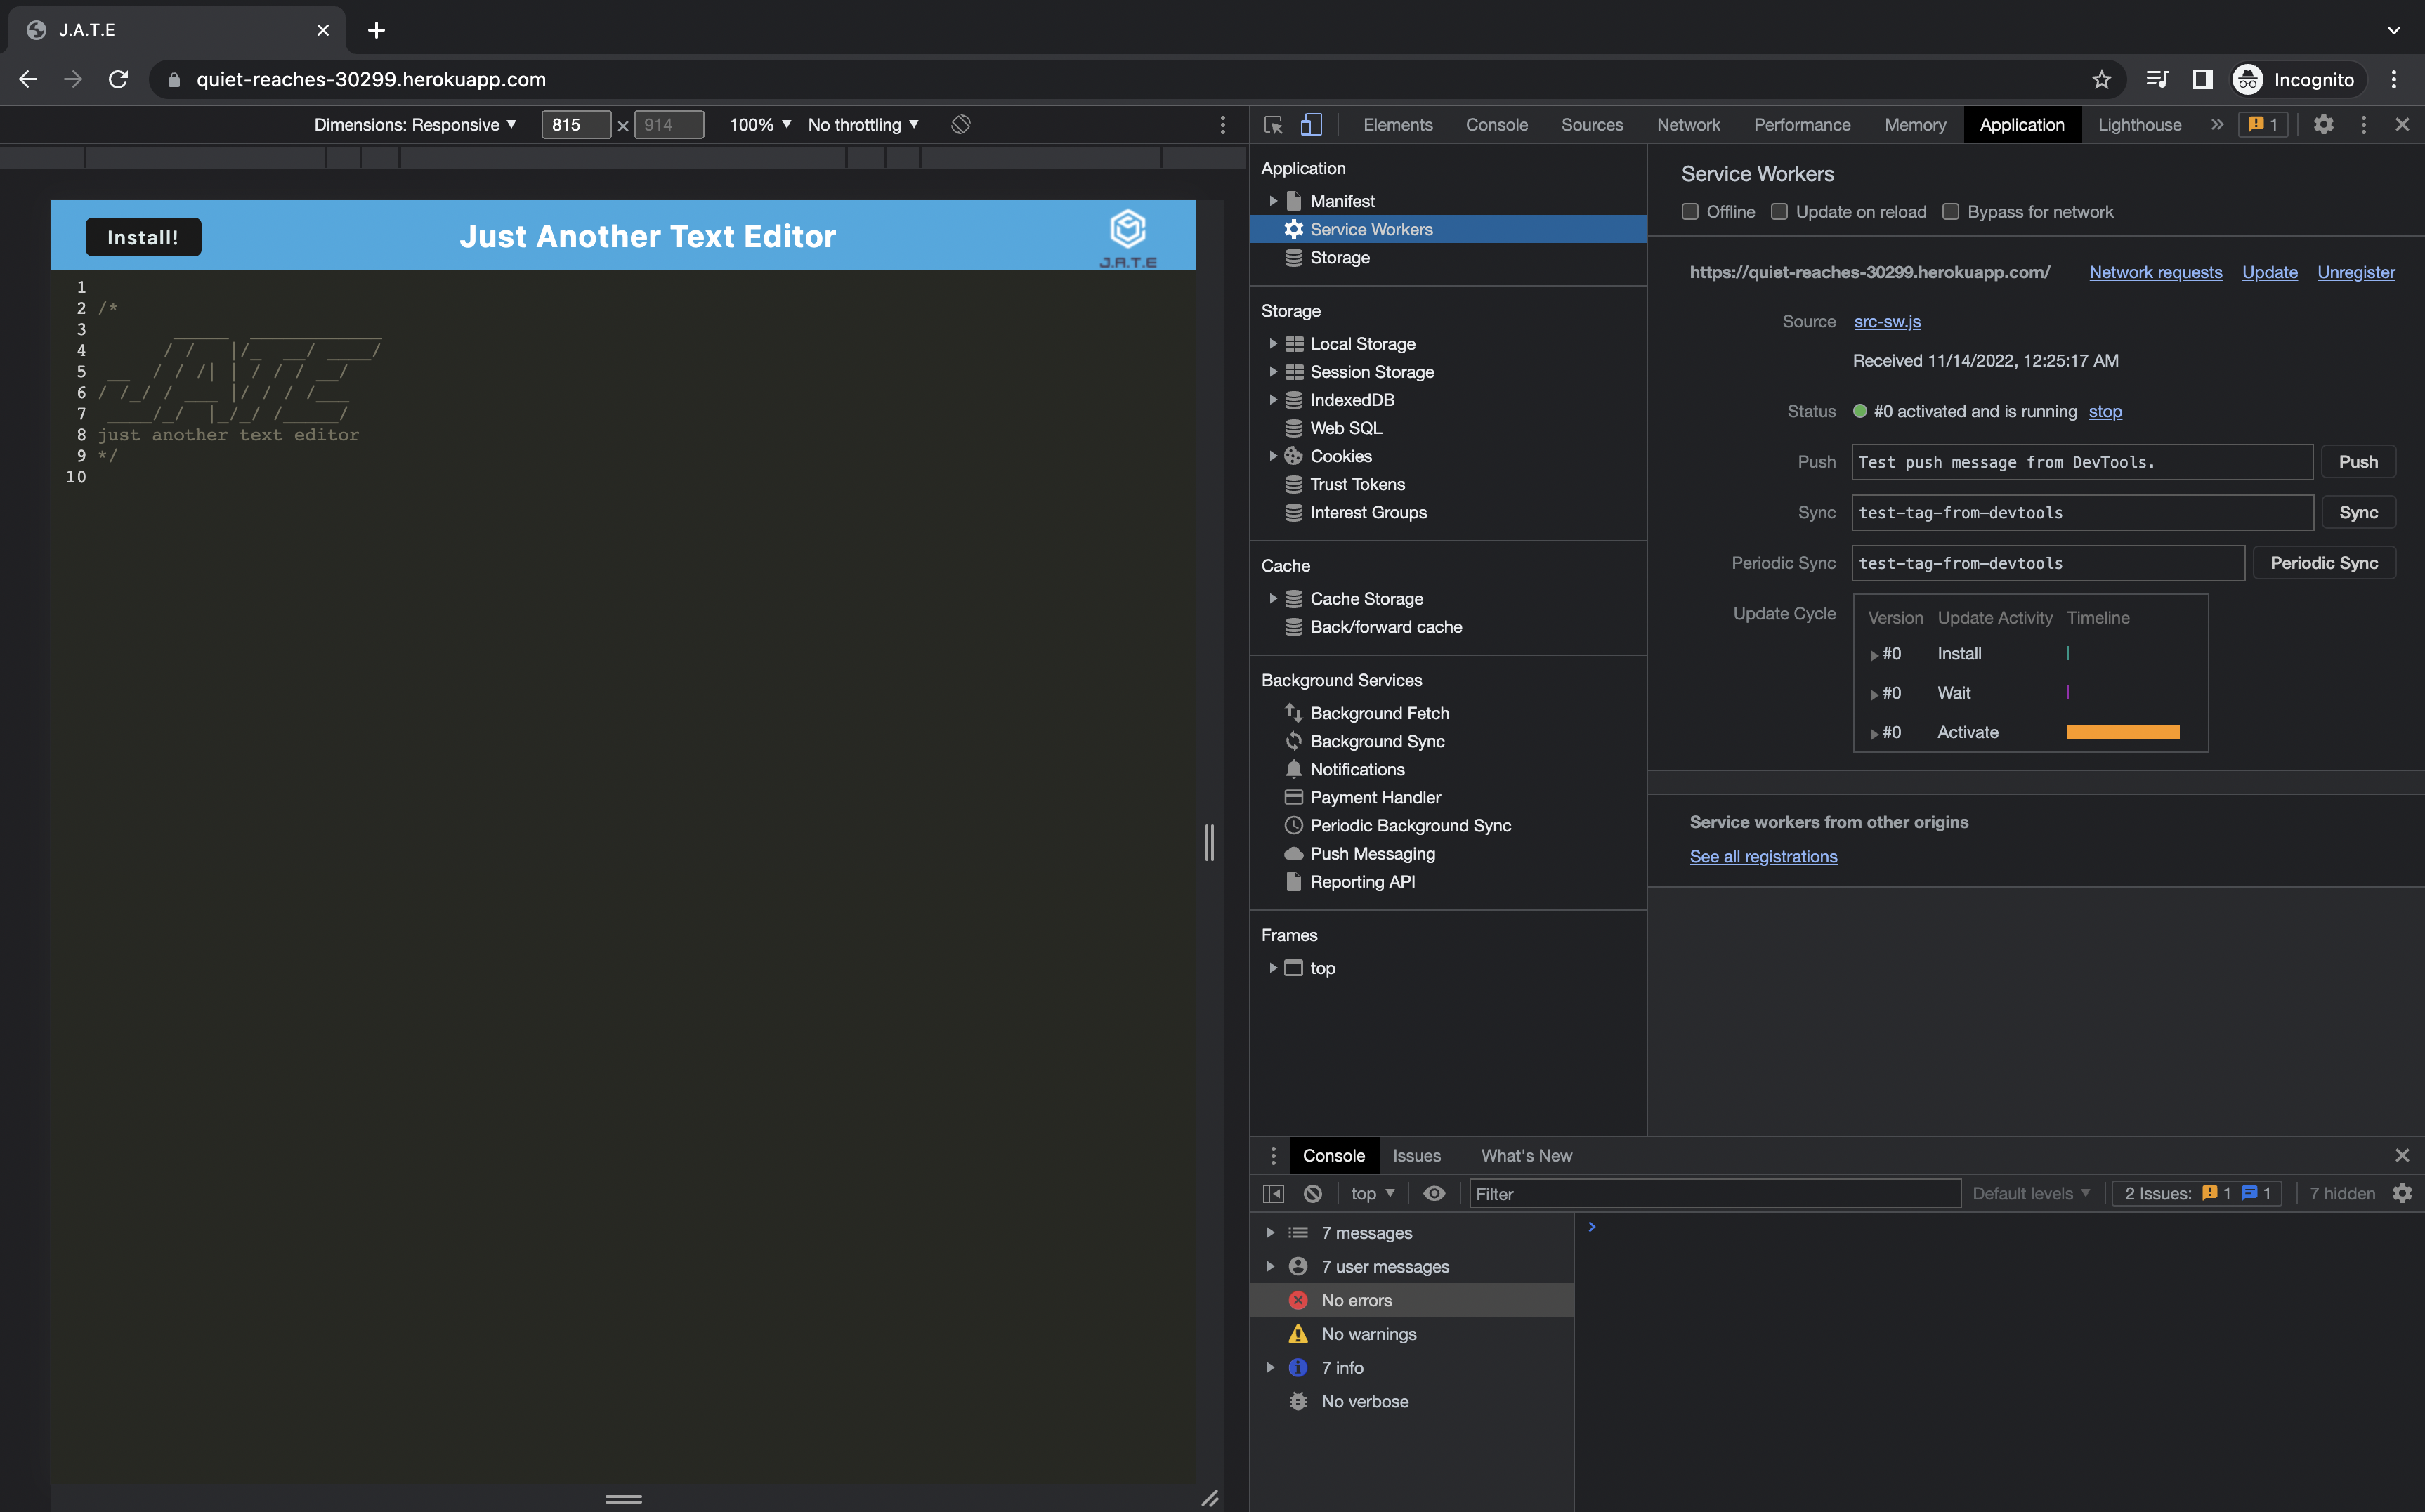 J.A.T.E
quiet-reaches-30299.herokuapp.com
Incognito
Dimensions: Responsive 815 × 914 100% No throttling
Elements Console Sources Network Performance Memory Application Lighthouse 1
Install!
Just Another Text Editor
J.A.T.E
1
2 /*
3
4
5
6
7
8 just another text editor
9 */
10
Application
Manifest
Service Workers
Storage
Storage
Local Storage
Session Storage
IndexedDB
Web SQL
Cookies
Trust Tokens
Interest Groups
Cache
Cache Storage
Back/forward cache
Background Services
Background Fetch
Background Sync
Notifications
Payment Handler
Periodic Background Sync
Push Messaging
Reporting API
Frames
top
Service Workers
Offline Update on reload Bypass for network
https://quiet-reaches-30299.herokuapp.com/ Network requests Update Unregister
Source src-sw.js
Received 11/14/2022, 12:25:17 AM
Status #0 activated and is running stop
Push Test push message from DevTools. Push
Sync test-tag-from-devtools Sync
Periodic Sync test-tag-from-devtools Periodic Sync
Update Cycle
Version Update Activity Timeline
#0 Install
#0 Wait
#0 Activate
Service workers from other origins
See all registrations
Console Issues What's New
top Filter Default levels 2 Issues: 1 1 7 hidden
7 messages
7 user messages
No errors
No warnings
7 info
No verbose